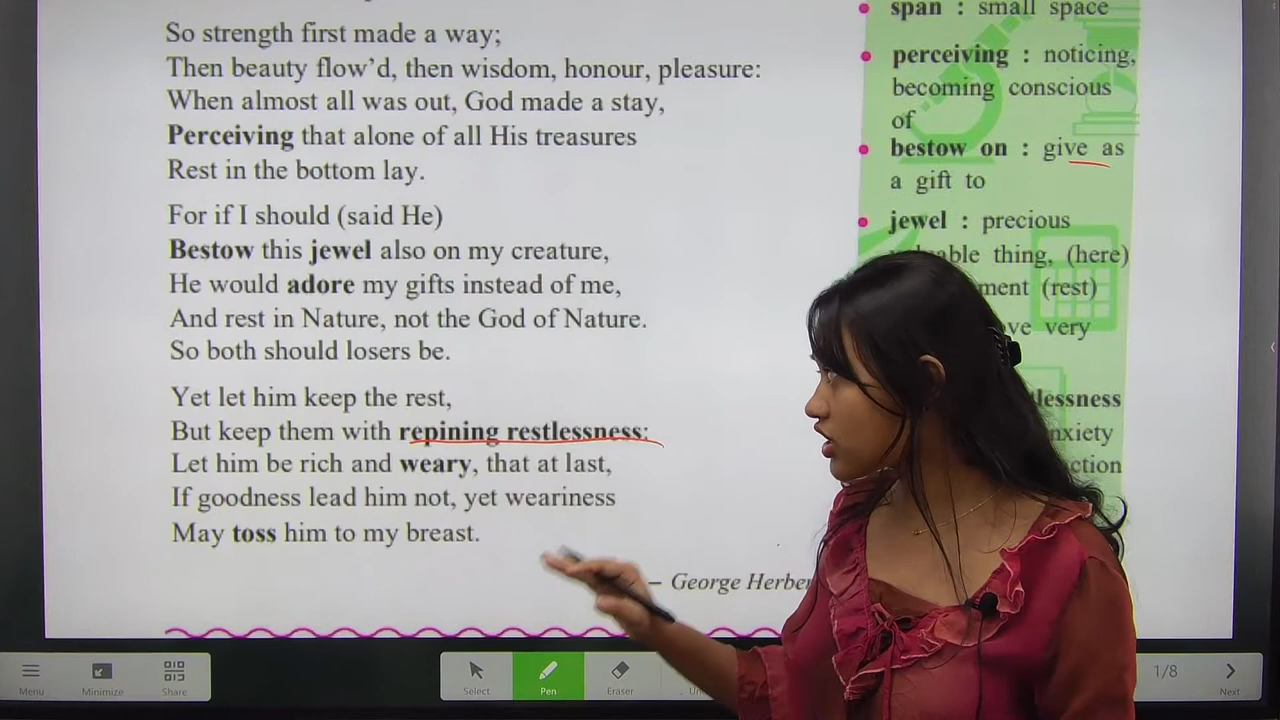 So strength first made a way;
Then beauty flow'd, then wisdom, honour, pleasure:
When almost all was out, God made a stay,
Perceiving that alone of all His treasures
Rest in the bottom lay.
For if I should (said He)
Bestow this jewel also on my creature,
He would adore my gifts instead of me,
And rest in Nature, not the God of Nature.
So both should losers be.
Yet let him keep the rest,
But keep them with repining restlessness:
Let him be rich and weary, that at last,
If goodness lead him not, yet weariness
May toss him to my breast.
– George
span : small space
perceiving : noticing,
becoming conscious
of
bestow on : give as
a gift to
jewel : precious
thing, (here)
(rest)
very
Menu
Minimize
Share
Select
Pen
Eraser
1/8
Next